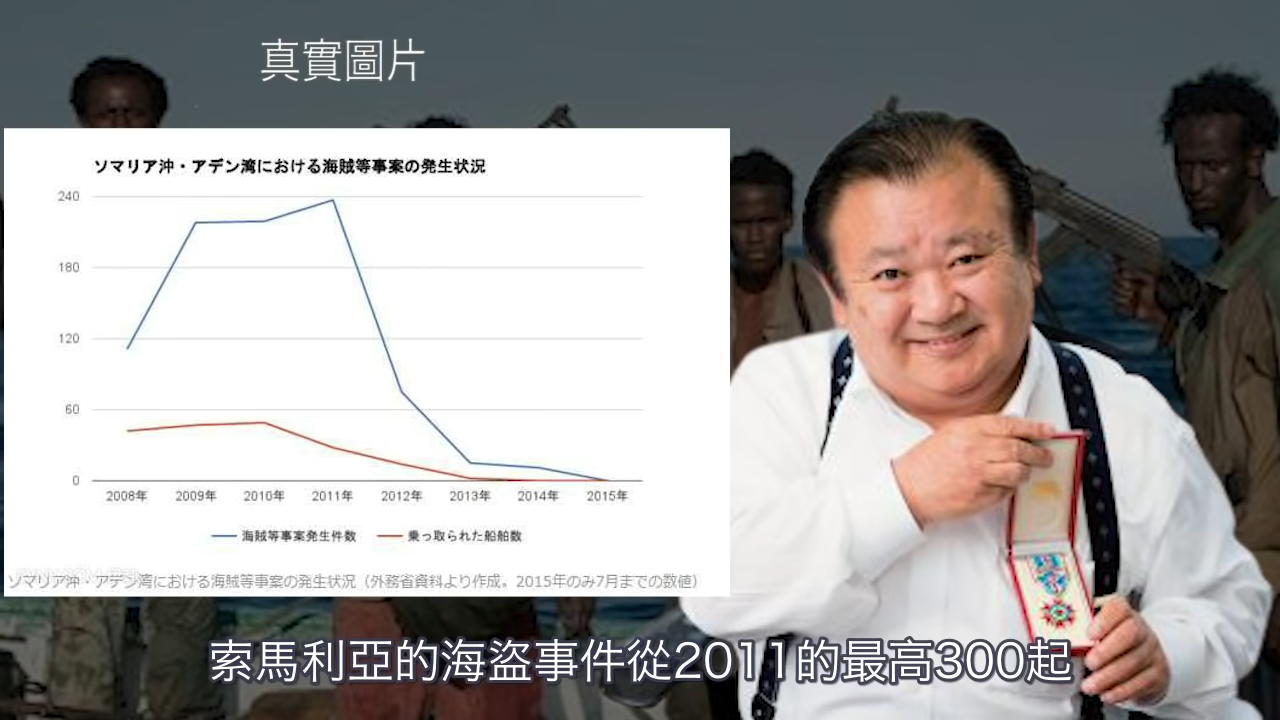 真實圖片
ソマリア沖・アデン湾における海賊等事案の発生状況
240
180
120
60
0
2008年 2009年 2010年 2011年 2012年 2013年 2014年 2015年
海賊等事案発生件数 乗っ取られた船舶数
ソマリア沖・アデン湾における海賊等事案の発生状況（外務省資料より作成。2015年のみ7月までの数値）
索馬利亞的海盜事件從2011的最高300起